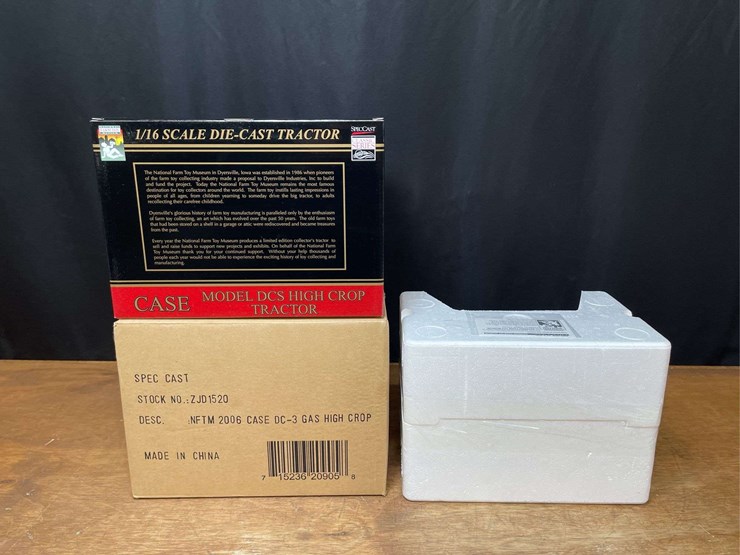 1/16 SCALE DIE-CAST TRACTOR
SPECCAST
The National Farm Toy Museum in Dyersville, Iowa was established in 1986 when pioneers
of the farm toy collecting industry made a proposal to Dyersville Industries, Inc to build
and fund the project. Today the National Farm Toy Museum remains the most famous
destination for toy collectors around the world. The farm toy instills lasting impressions in
people of all ages, from children yearning to someday drive the big tractor, to adults
recollecting their carefree childhood.
Dyersville's glorious history of farm toy manufacturing is paralleled only by the enthusiasm
of farm toy collecting, an art which has evolved over the past 50 years. The old farm toys
that had been stored on a shelf in a garage or attic were rediscovered and became treasures
from the past.
Every year the National Farm Toy Museum produces a limited edition collector's tractor to
sell and raise funds to support new projects and exhibits. On behalf of the National Farm
Toy Museum thank you for your continued support. Without your help thousands of
people each year would not be able to experience the exciting history of toy collecting and
manufacturing.
CASE MODEL DCS HIGH CROP
TRACTOR
SPEC CAST
STOCK NO.:ZJD1520
DESC. :NFTM 2006 CASE DC-3 GAS HIGH CROP
MADE IN CHINA
7 15236 20905 8